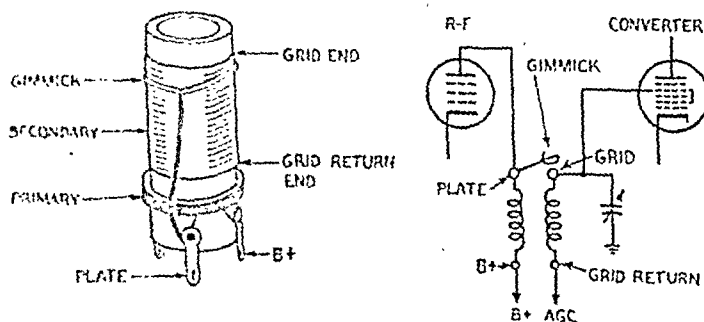 GRID END
GIMMICK
SECONDARY
GRID RETURN
END
PRIMARY
B+
PLATE
R-F
CONVERTER
GIMMICK
GRID
PLATE
B+
GRID RETURN
B+ AGC